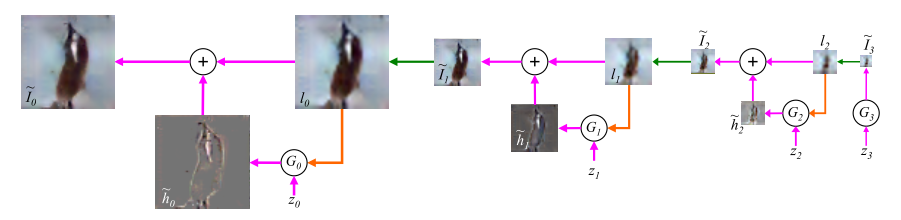 Ĩ₀
+
l₀
h̃₀
G₀
z₀
Ĩ₁
+
l₁
h̃₁
G₁
z₁
Ĩ₂
+
l₂
h̃₂
G₂
z₂
Ĩ₃
G₃
z₃